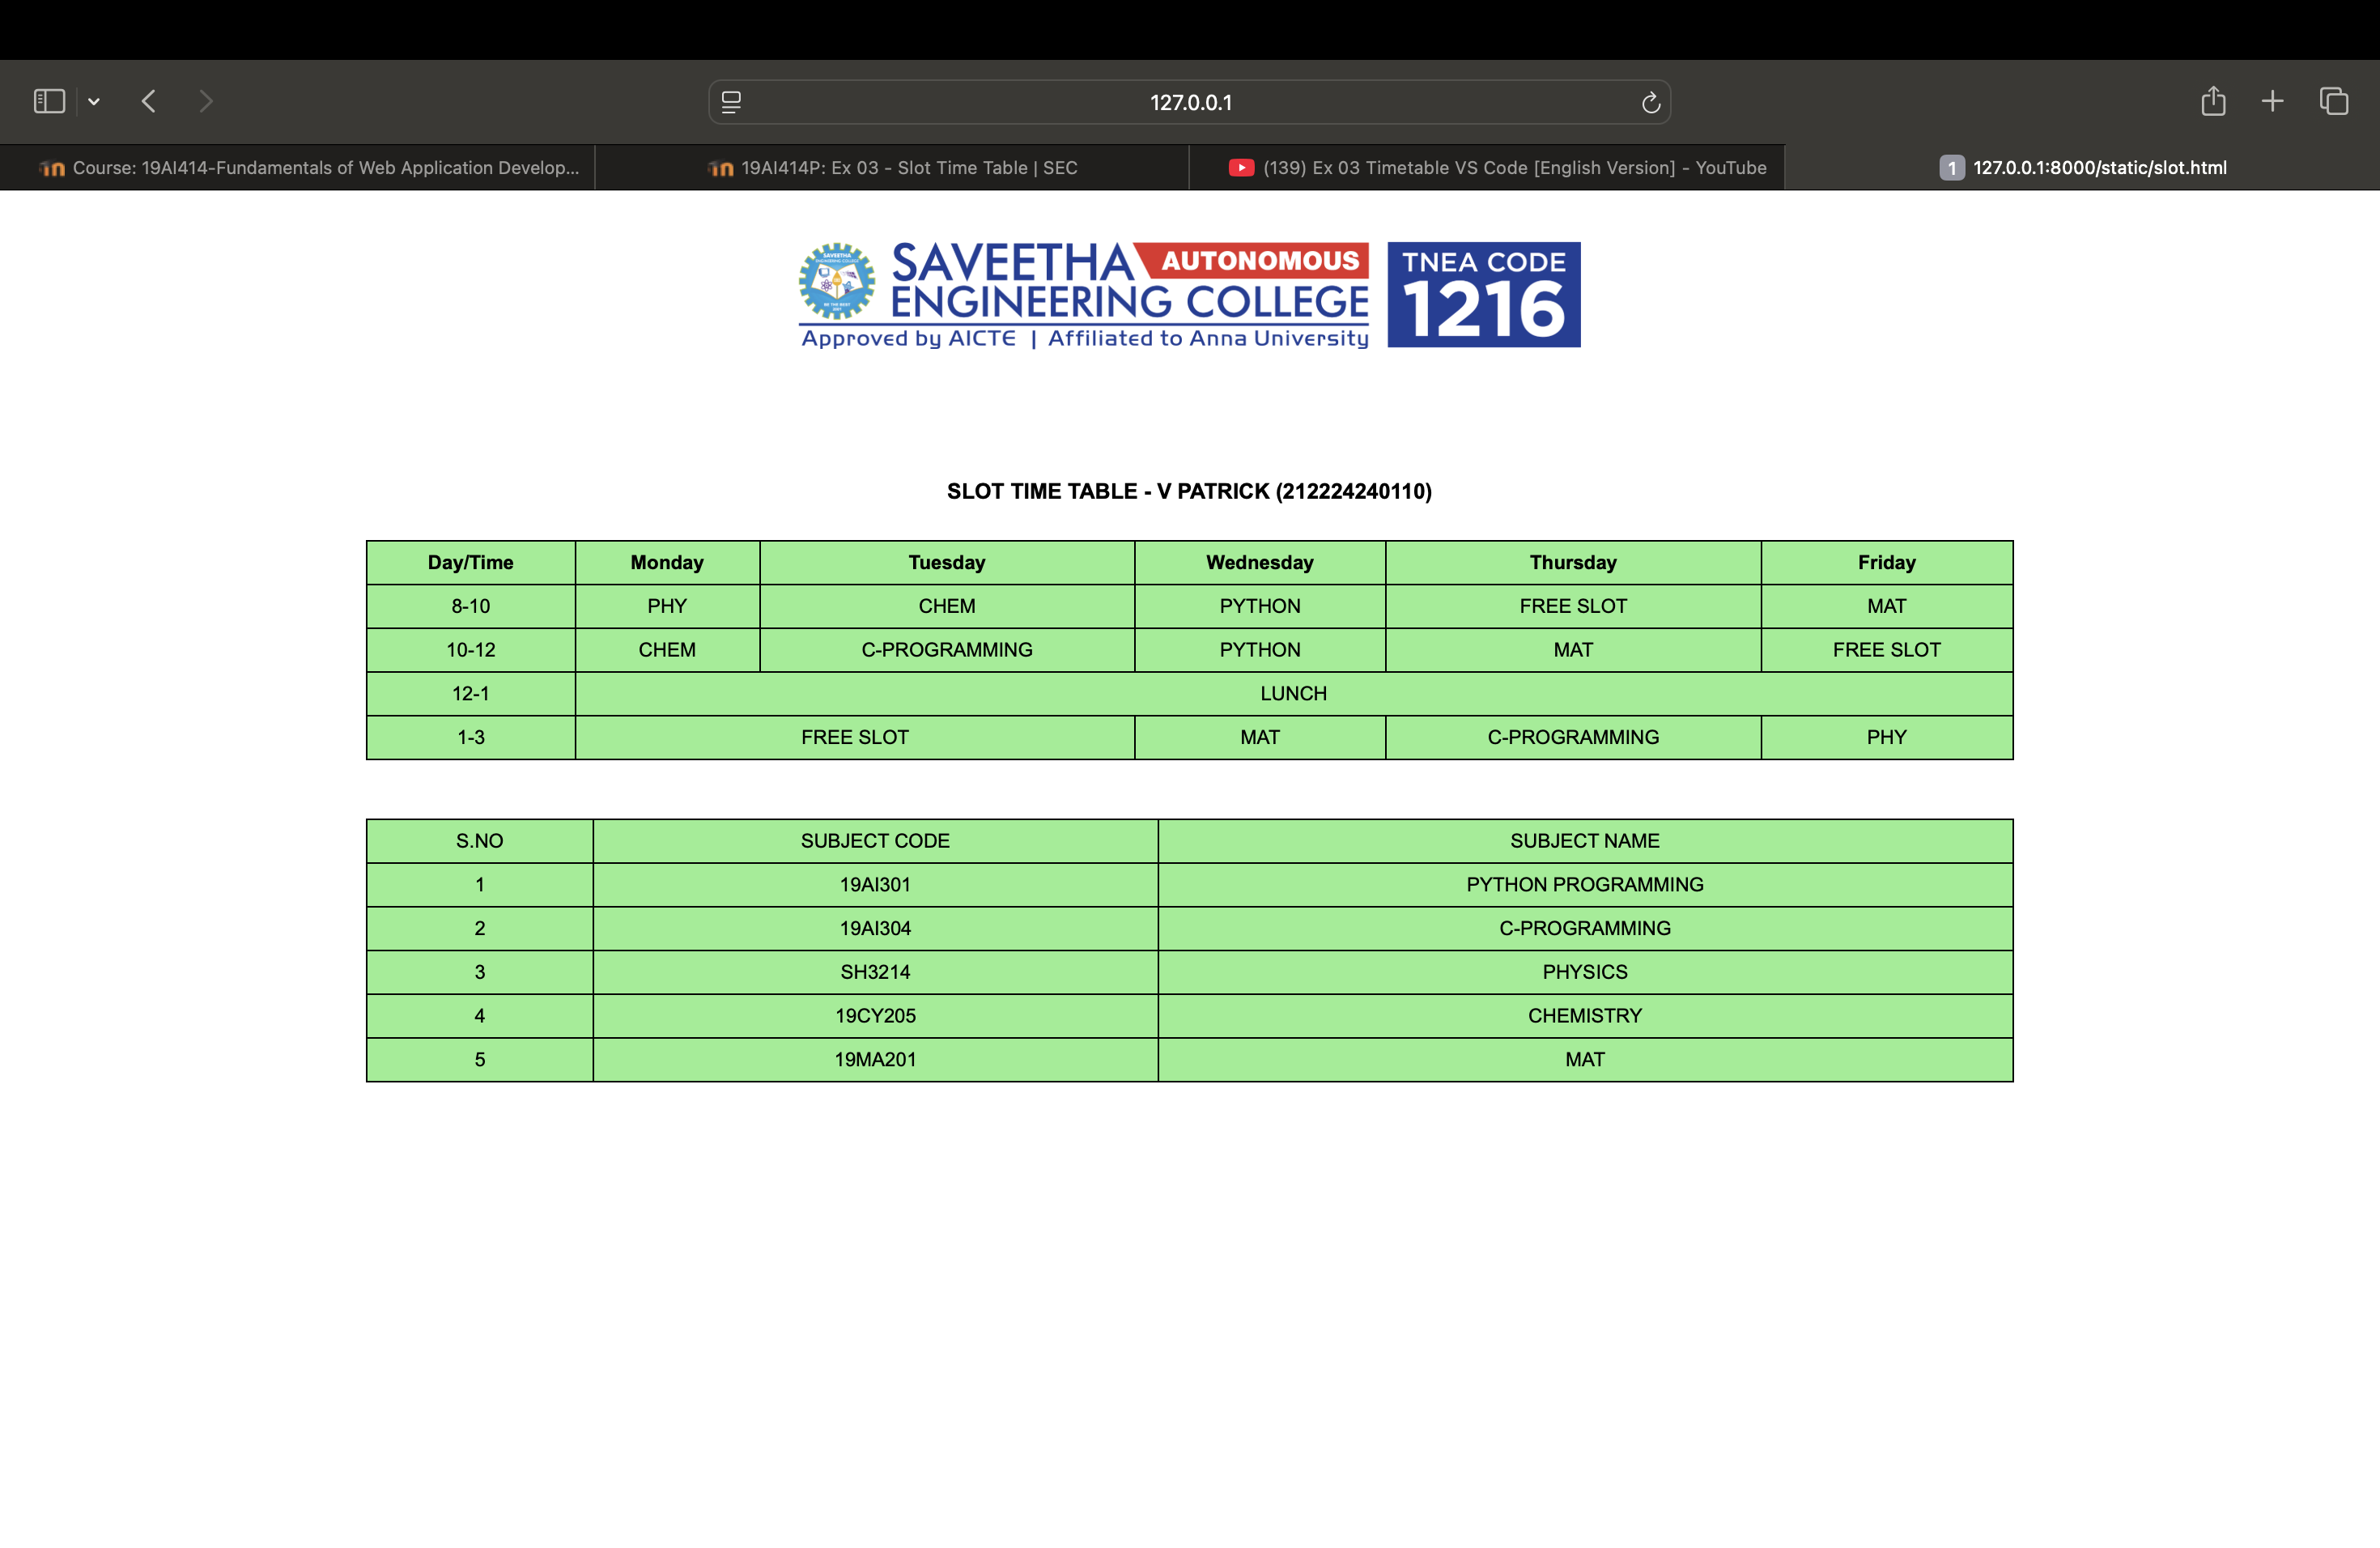 127.0.0.1
Course: 19AI414-Fundamentals of Web Application Develop...
19AI414P: Ex 03 - Slot Time Table | SEC
(139) Ex 03 Timetable VS Code [English Version] - YouTube
1 127.0.0.1:8000/static/slot.html
SAVEETHA AUTONOMOUS
ENGINEERING COLLEGE
Approved by AICTE | Affiliated to Anna University
TNEA CODE
1216
SLOT TIME TABLE - V PATRICK (212224240110)
Day/Time Monday Tuesday Wednesday Thursday Friday
8-10 PHY CHEM PYTHON FREE SLOT MAT
10-12 CHEM C-PROGRAMMING PYTHON MAT FREE SLOT
12-1 LUNCH
1-3 FREE SLOT MAT C-PROGRAMMING PHY
S.NO SUBJECT CODE SUBJECT NAME
1 19AI301 PYTHON PROGRAMMING
2 19AI304 C-PROGRAMMING
3 SH3214 PHYSICS
4 19CY205 CHEMISTRY
5 19MA201 MAT